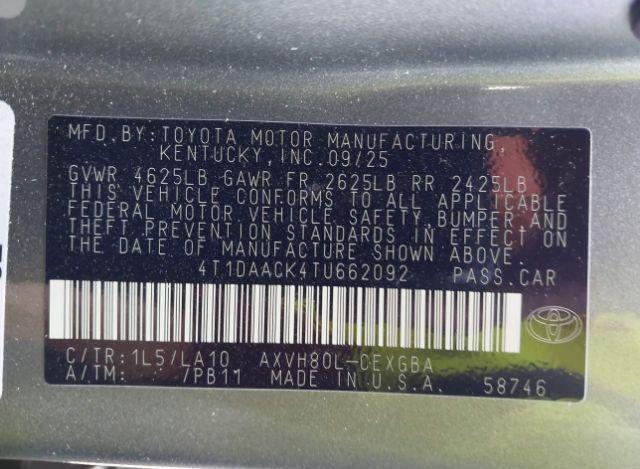 MFD.BY: TOYOTA MOTOR MANUFACTURING,
KENTUCKY, INC. 09/25
GVWR 4625LB GAWR FR 2625LB RR 2425LB
THIS VEHICLE CONFORMS TO ALL APPLICABLE
FEDERAL MOTOR VEHICLE SAFETY, BUMPER AND
THEFT PREVENTION STANDARDS IN EFFECT ON
THE DATE OF MANUFACTURE SHOWN ABOVE.
4T1DAACK4TU662092 PASS.CAR
C/TR:1L5/LA10 AXVH80L-CEXGBA
A/TM: 7PB11 MADE IN U.S.A. 58746